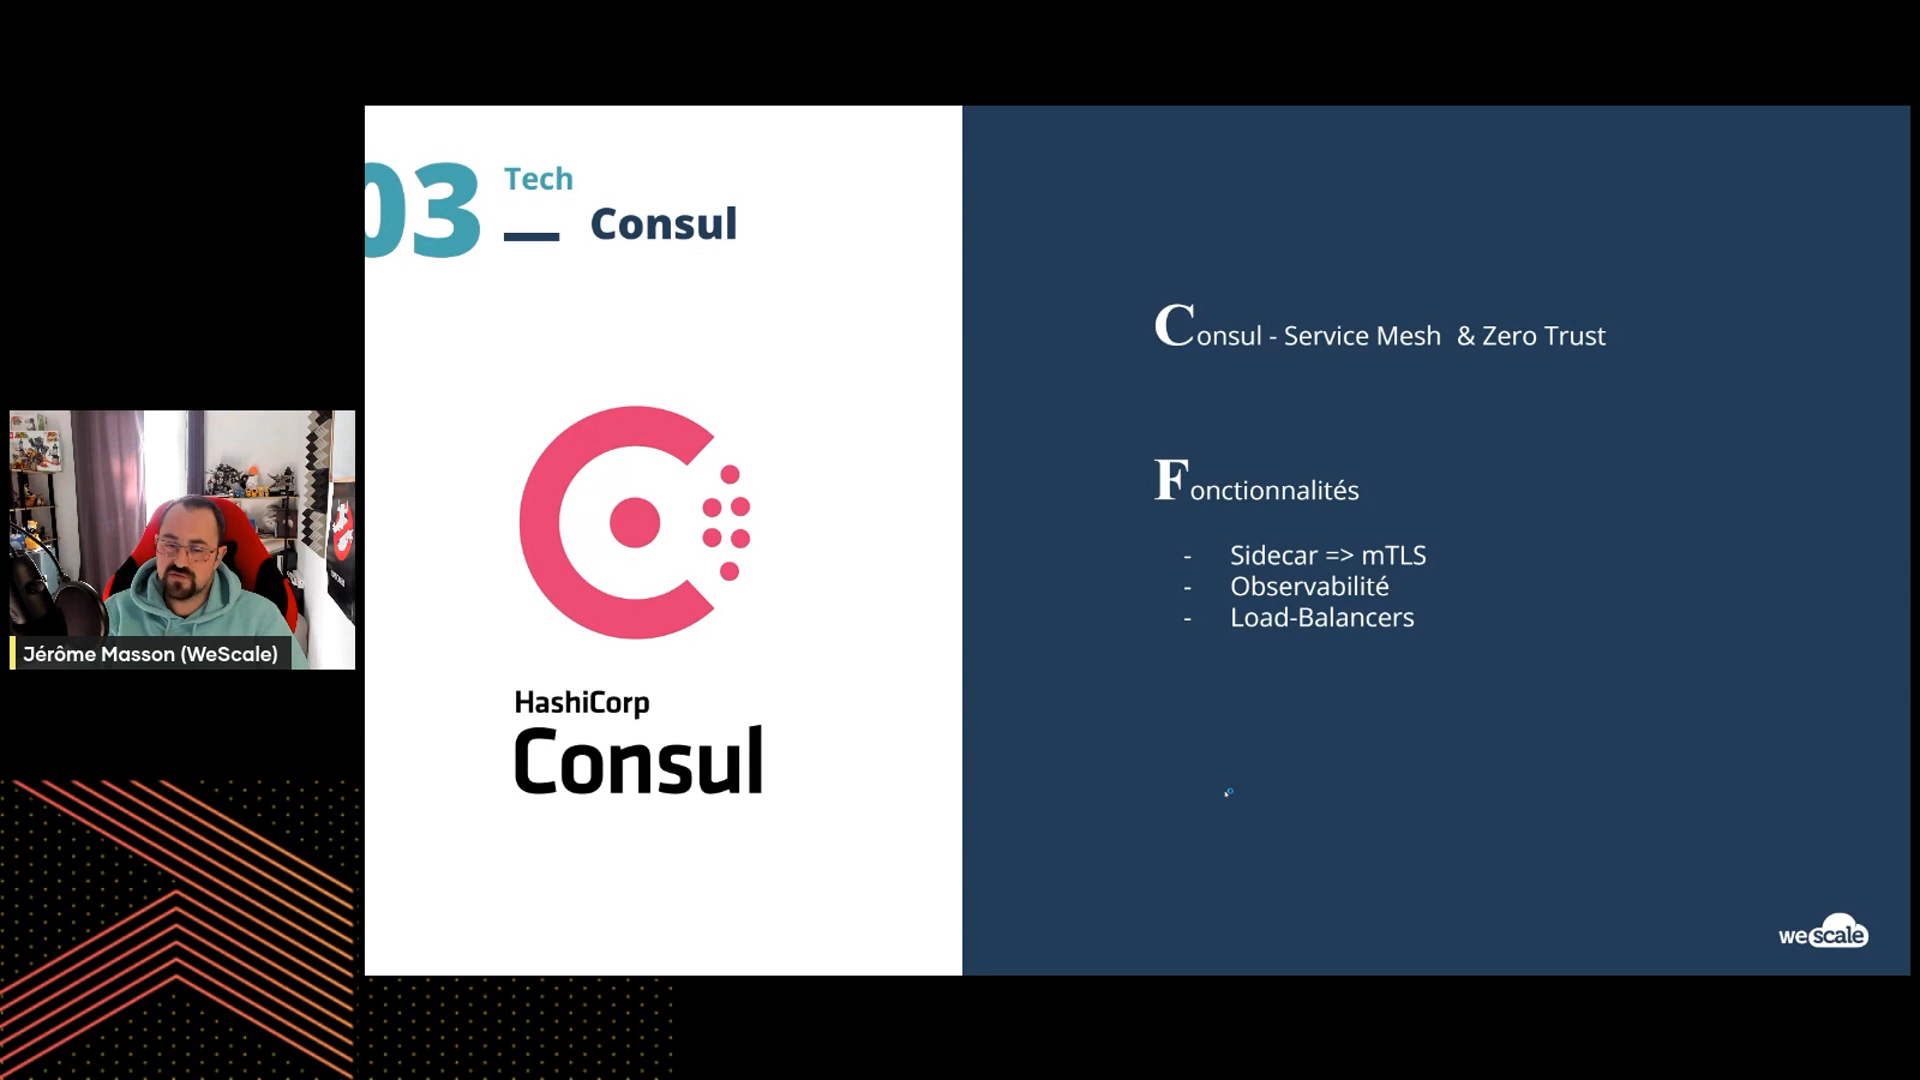 03
Tech
Consul
HashiCorp
Consul
Consul - Service Mesh & Zero Trust
Fonctionnalités
- Sidecar => mTLS
- Observabilité
- Load-Balancers
Jérôme Masson (WeScale)
wescale